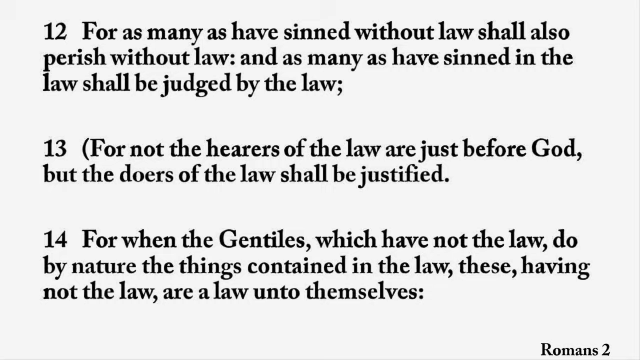 12 For as many as have sinned without law shall also
perish without law: and as many as have sinned in the
law shall be judged by the law;
13 (For not the hearers of the law are just before God,
but the doers of the law shall be justified.
14 For when the Gentiles, which have not the law, do
by nature the things contained in the law, these, having
not the law, are a law unto themselves:
Romans 2